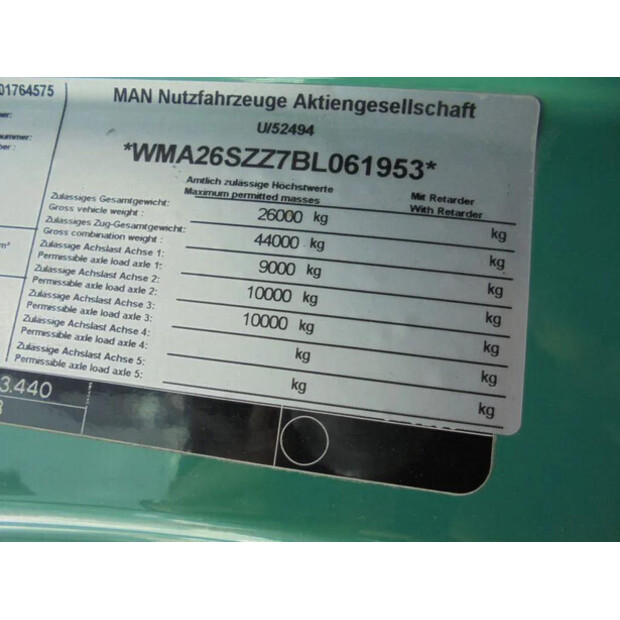 01764575
MAN Nutzfahrzeuge Aktiengesellschaft
U/52494
*WMA26SZZ7BL061953*
Amtlich zulässige Höchstwerte
Maximum permitted masses
Mit Retarder
With Retarder
Zulässiges Gesamtgewicht:
Gross vehicle weight :
26000 kg
kg
Zulässiges Zug-Gesamtgewicht:
Gross combination weight :
44000 kg
kg
Zulässige Achslast Achse 1:
Permissible axle load axle 1:
9000 kg
kg
Zulässige Achslast Achse 2:
Permissible axle load axle 2:
10000 kg
kg
Zulässige Achslast Achse 3:
Permissible axle load axle 3:
10000 kg
kg
Zulässige Achslast Achse 4:
Permissible axle load axle 4:
kg
kg
Zulässige Achslast Achse 5:
Permissible axle load axle 5:
kg
kg
3.440